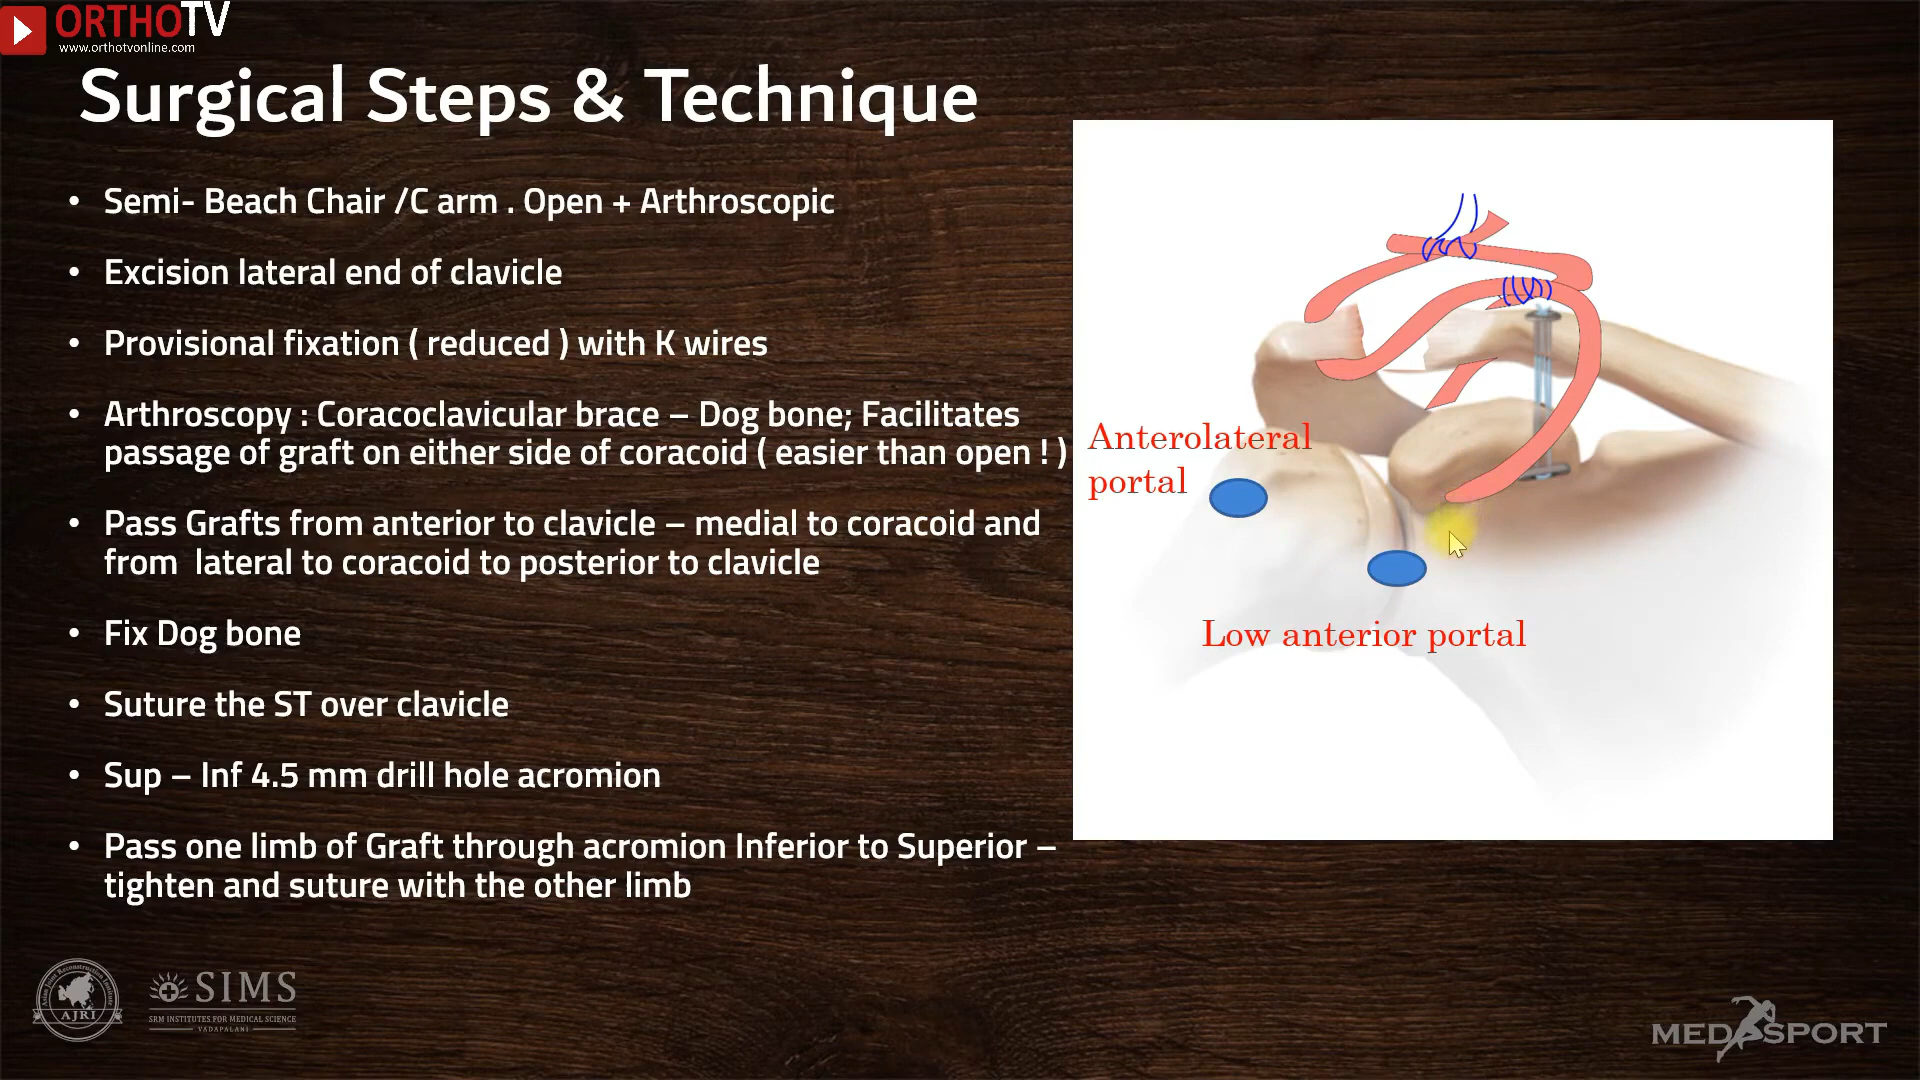 ORTHOTV
www.orthotvonline.com
Surgical Steps & Technique
• Semi- Beach Chair /C arm . Open + Arthroscopic
• Excision lateral end of clavicle
• Provisional fixation ( reduced ) with K wires
• Arthroscopy : Coracoclavicular brace – Dog bone; Facilitates
passage of graft on either side of coracoid ( easier than open ! )
• Pass Grafts from anterior to clavicle – medial to coracoid and
from  lateral to coracoid to posterior to clavicle
• Fix Dog bone
• Suture the ST over clavicle
• Sup – Inf 4.5 mm drill hole acromion
• Pass one limb of Graft through acromion Inferior to Superior –
tighten and suture with the other limb
Anterolateral
portal
Low anterior portal
Asian Joint Reconstruction Institute
AJRI
SIMS
SRM INSTITUTES FOR MEDICAL SCIENCE
VADAPALANI
MEDSPORT